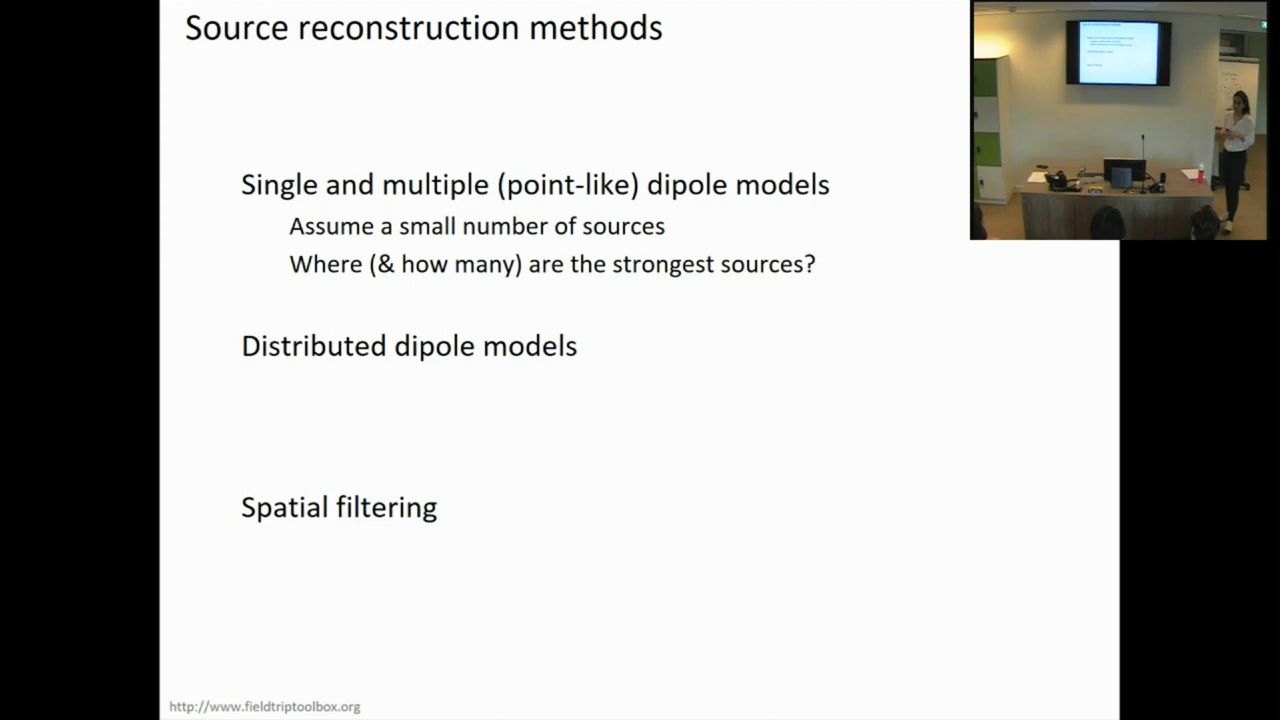 Source reconstruction methods
Single and multiple (point-like) dipole models
Assume a small number of sources
Where (& how many) are the strongest sources?
Distributed dipole models
Spatial filtering
http://www.fieldtriptoolbox.org